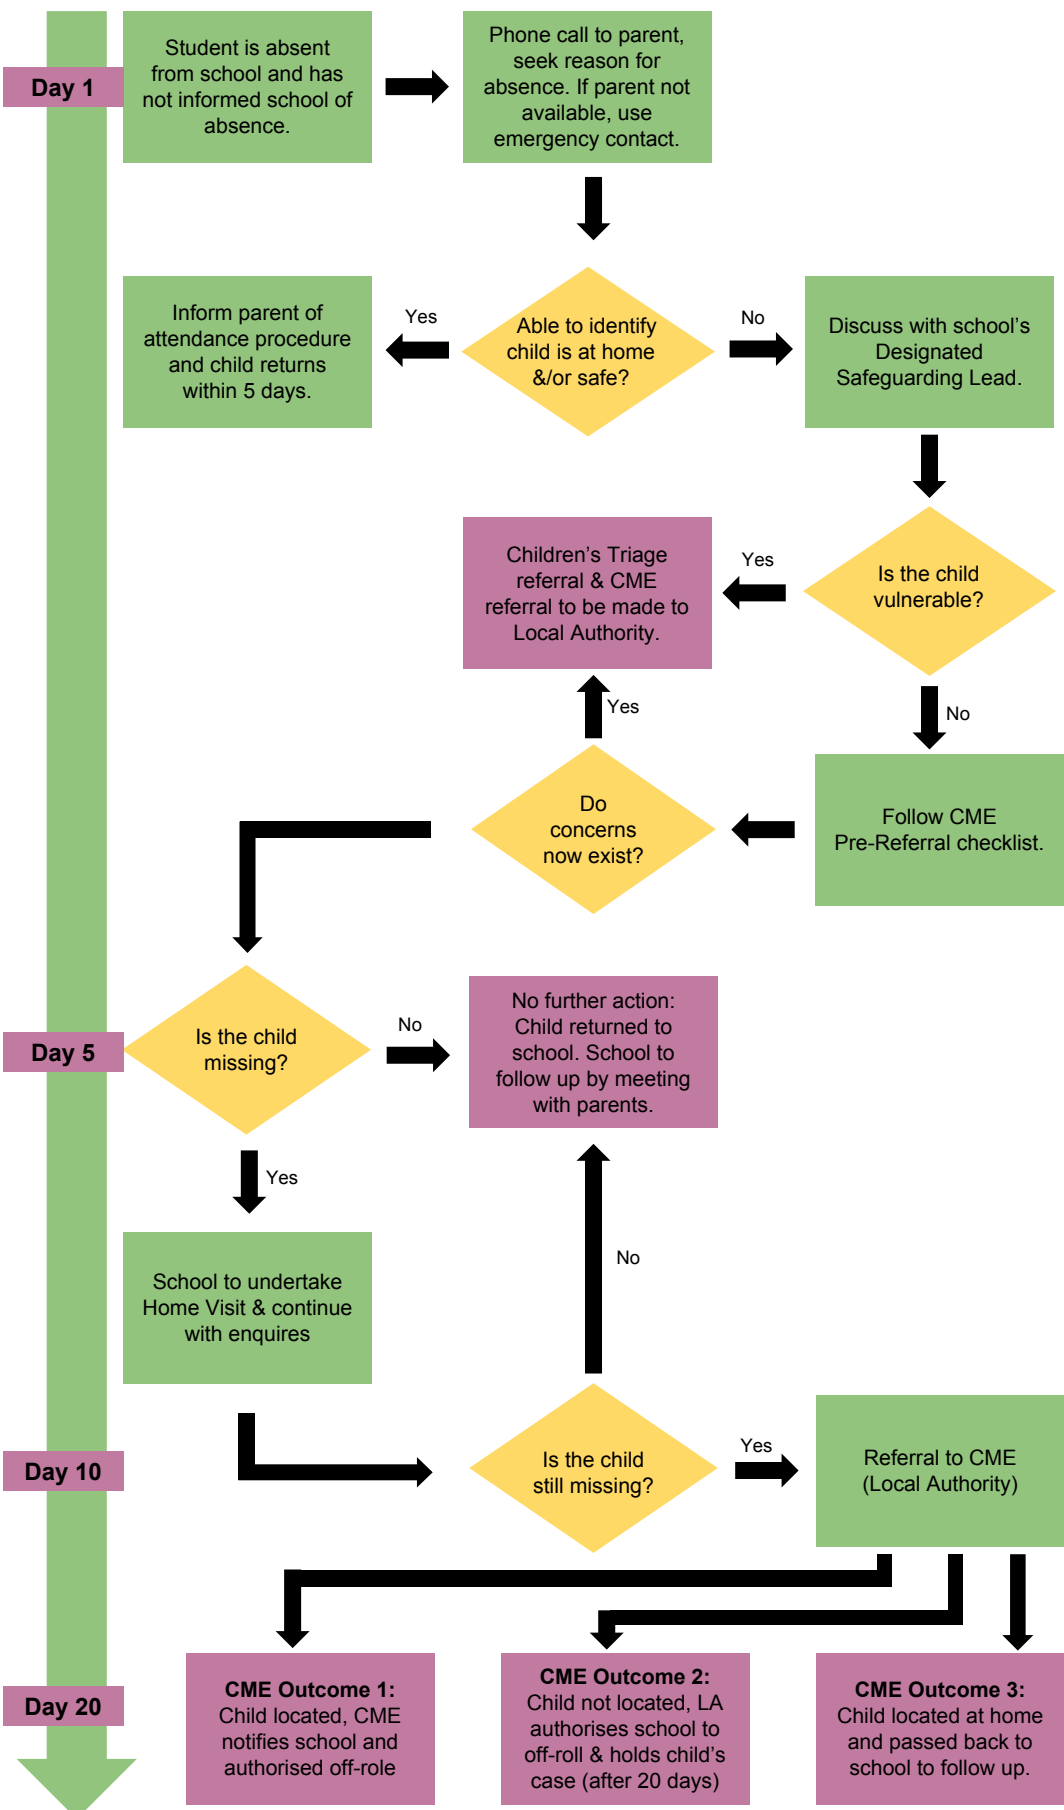 Day 1
Student is absent
from school and has
not informed school of
absence.
Phone call to parent,
seek reason for
absence. If parent not
available, use
emergency contact.
Able to identify
child is at home
&/or safe?
Yes
Inform parent of
attendance procedure
and child returns
within 5 days.
No
Discuss with school’s
Designated
Safeguarding Lead.
Is the child
vulnerable?
Yes
Children’s Triage
referral & CME
referral to be made to
Local Authority.
No
Follow CME
Pre-Referral checklist.
Do
concerns
now exist?
Yes
Day 5
Is the child
missing?
No
No further action:
Child returned to
school. School to
follow up by meeting
with parents.
Yes
School to undertake
Home Visit & continue
with enquires
Day 10
Is the child
still missing?
No
Yes
Referral to CME
(Local Authority)
Day 20
CME Outcome 1:
Child located, CME
notifies school and
authorised off-role
CME Outcome 2:
Child not located, LA
authorises school to
off-roll & holds child’s
case (after 20 days)
CME Outcome 3:
Child located at home
and passed back to
school to follow up.